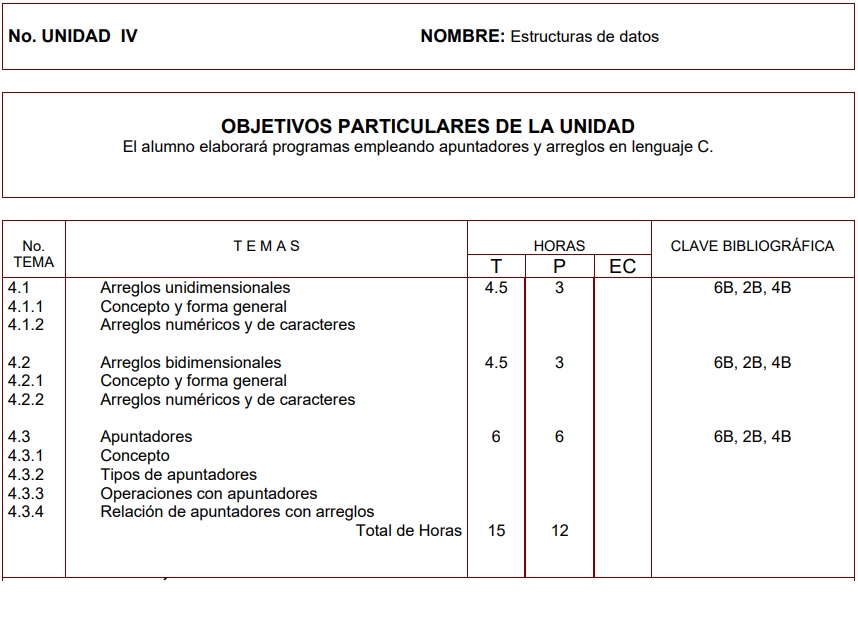 No. UNIDAD IV NOMBRE: Estructuras de datos
OBJETIVOS PARTICULARES DE LA UNIDAD
El alumno elaborará programas empleando apuntadores y arreglos en lenguaje C.
No. TEMA T E M A S HORAS CLAVE BIBLIOGRÁFICA
T P EC
4.1 Arreglos unidimensionales 4.5 3 6B, 2B, 4B
4.1.1 Concepto y forma general
4.1.2 Arreglos numéricos y de caracteres
4.2 Arreglos bidimensionales 4.5 3 6B, 2B, 4B
4.2.1 Concepto y forma general
4.2.2 Arreglos numéricos y de caracteres
4.3 Apuntadores 6 6 6B, 2B, 4B
4.3.1 Concepto
4.3.2 Tipos de apuntadores
4.3.3 Operaciones con apuntadores
4.3.4 Relación de apuntadores con arreglos
Total de Horas 15 12